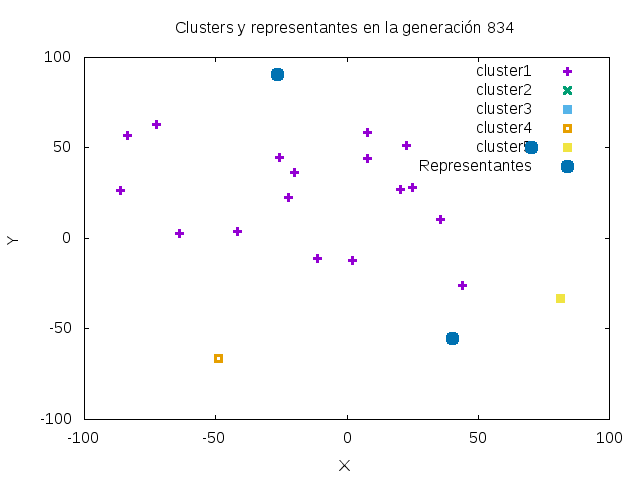 Clusters y representantes en la generación 834
100
50
0
-50
-100
-100
-50
0
50
100
Y
X
cluster1
cluster2
cluster3
cluster4
cluster5
Representantes